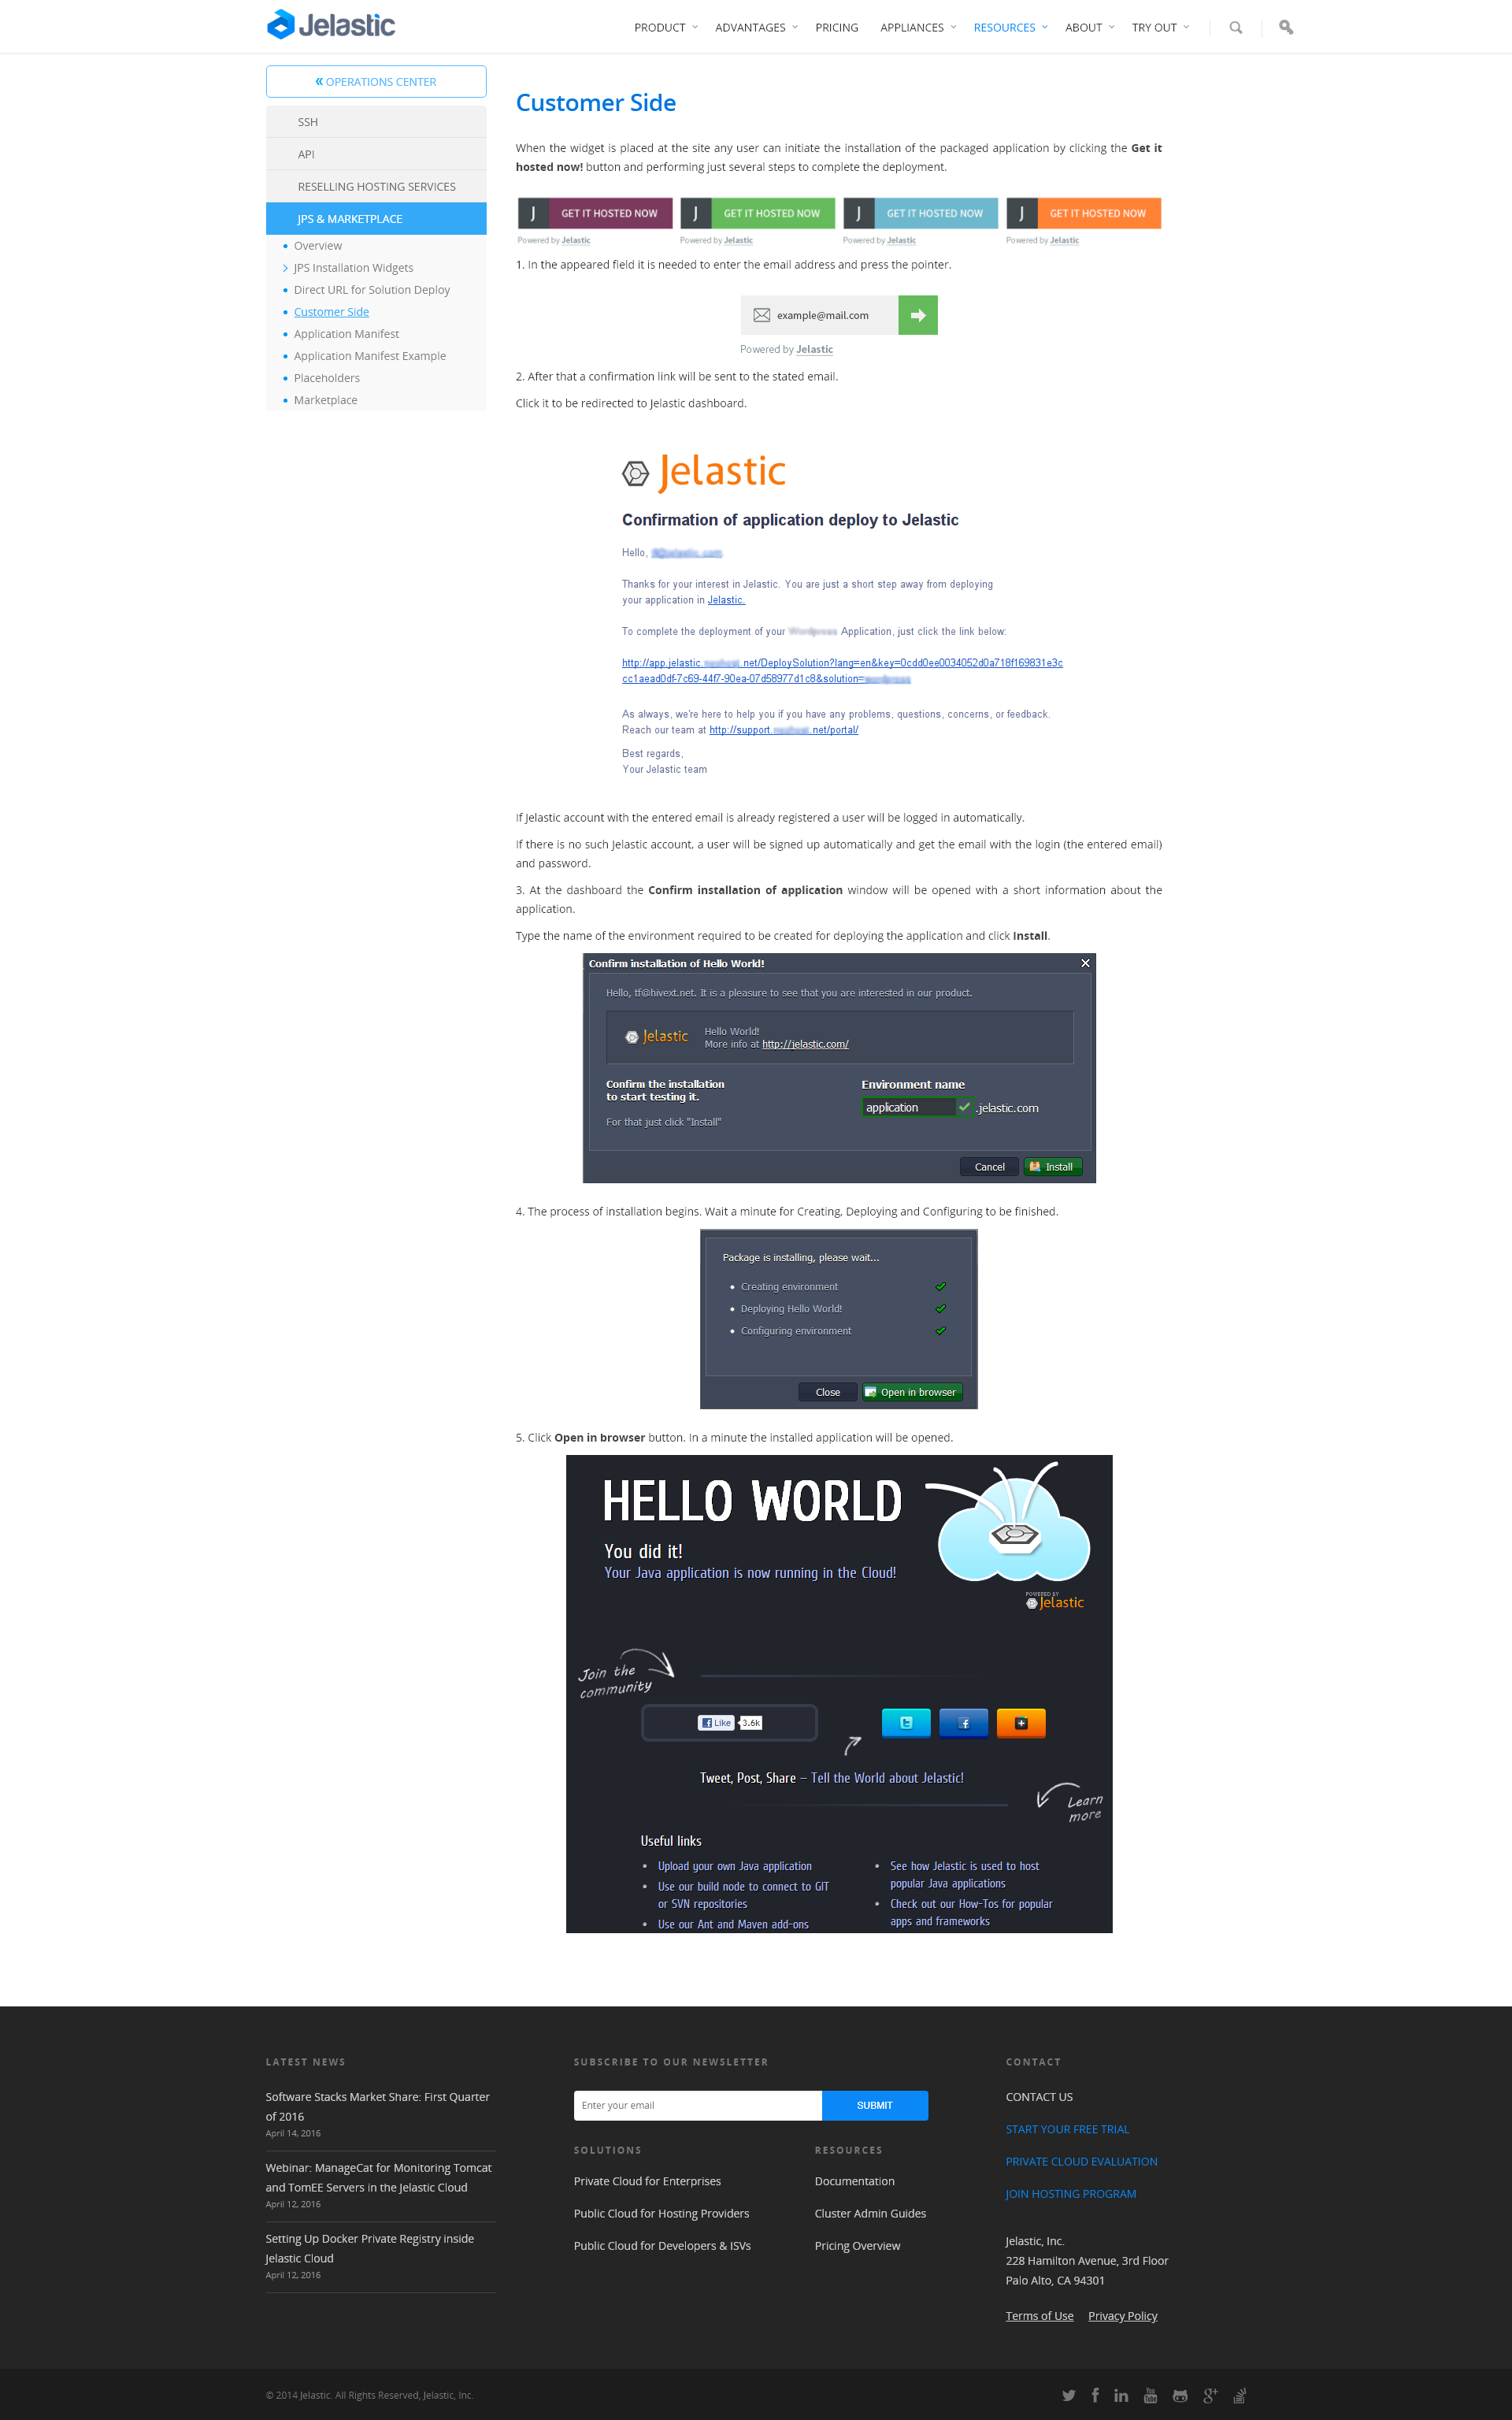 Jelastic
PRODUCT ADVANTAGES PRICING APPLIANCES RESOURCES ABOUT TRY OUT
« OPERATIONS CENTER
SSH
API
RESELLING HOSTING SERVICES
JPS & MARKETPLACE
Overview
JPS Installation Widgets
Direct URL for Solution Deploy
Customer Side
Application Manifest
Application Manifest Example
Placeholders
Marketplace
Customer Side
When the widget is placed at the site any user can initiate the installation of the packaged application by clicking the Get it
hosted now! button and performing just several steps to complete the deployment.
J GET IT HOSTED NOW J GET IT HOSTED NOW J GET IT HOSTED NOW J GET IT HOSTED NOW
Powered by Jelastic Powered by Jelastic Powered by Jelastic Powered by Jelastic
1. In the appeared field it is needed to enter the email address and press the pointer.
example@mail.com
Powered by Jelastic
2. After that a confirmation link will be sent to the stated email.
Click it to be redirected to Jelastic dashboard.
Jelastic
Confirmation of application deploy to Jelastic
Hello,
Thanks for your interest in Jelastic. You are just a short step away from deploying
your application in Jelastic.
To complete the deployment of your Application, just click the link below:
http://app.jelastic. .net/DeploySolution?lang=en&key=0cdd0ee0034052d0a718f169831e3c
cc1aead0df-7c69-44f7-90ea-07d58977d1c8&solution=
As always, we're here to help you if you have any problems, questions, concerns, or feedback.
Reach our team at http://support. .net/portal/
Best regards,
Your Jelastic team
If Jelastic account with the entered email is already registered a user will be logged in automatically.
If there is no such Jelastic account, a user will be signed up automatically and get the email with the login (the entered email)
and password.
3. At the dashboard the Confirm installation of application window will be opened with a short information about the
application.
Type the name of the environment required to be created for deploying the application and click Install.
Confirm installation of Hello World!
Hello, tf@hivext.net. It is a pleasure to see that you are interested in our product.
Jelastic
Hello World!
More info at http://jelastic.com/
Confirm the installation
to start testing it.
For that just click "Install"
Environment name
application .jelastic.com
Cancel Install
4. The process of installation begins. Wait a minute for Creating, Deploying and Configuring to be finished.
Package is installing, please wait...
Creating environment
Deploying Hello World!
Configuring environment
Close Open in browser
5. Click Open in browser button. In a minute the installed application will be opened.
HELLO WORLD
You did it!
Your Java application is now running in the Cloud!
POWERED BY
Jelastic
Join the
community
Like 3.6k
Tweet, Post, Share – Tell the World about Jelastic!
Learn
more
Useful links
Upload your own Java application
Use our build node to connect to GIT
or SVN repositories
Use our Ant and Maven add-ons
See how Jelastic is used to host
popular Java applications
Check out our How-Tos for popular
apps and frameworks
LATEST NEWS
Software Stacks Market Share: First Quarter
of 2016
April 14, 2016
Webinar: ManageCat for Monitoring Tomcat
and TomEE Servers in the Jelastic Cloud
April 12, 2016
Setting Up Docker Private Registry inside
Jelastic Cloud
April 12, 2016
SUBSCRIBE TO OUR NEWSLETTER
Enter your email SUBMIT
SOLUTIONS
Private Cloud for Enterprises
Public Cloud for Hosting Providers
Public Cloud for Developers & ISVs
RESOURCES
Documentation
Cluster Admin Guides
Pricing Overview
CONTACT
CONTACT US
START YOUR FREE TRIAL
PRIVATE CLOUD EVALUATION
JOIN HOSTING PROGRAM
Jelastic, Inc.
228 Hamilton Avenue, 3rd Floor
Palo Alto, CA 94301
Terms of Use Privacy Policy
© 2014 Jelastic. All Rights Reserved, Jelastic, Inc.